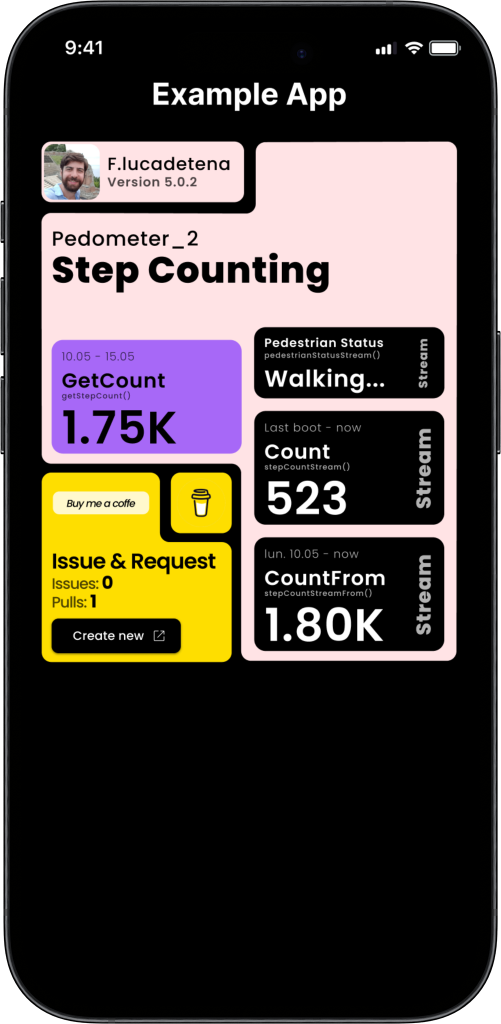 9:41
Example App
F.lucadetena
Version 5.0.2
Pedometer_2
Step Counting
10.05 - 15.05
GetCount
getStepCount()
1.75K
Pedestrian Status
pedestrianStatusStream()
Walking...
Stream
Last boot - now
Count
stepCountStream()
523
Stream
lun. 10.05 - now
CountFrom
stepCountStreamFrom()
1.80K
Stream
Buy me a coffe
Issue & Request
Issues: 0
Pulls: 1
Create new